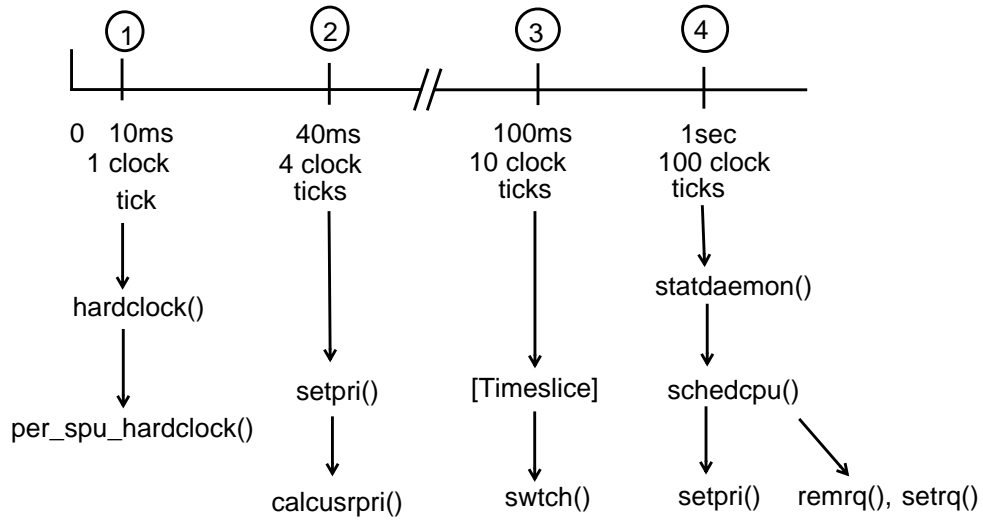 1 2 3 4
0 10ms 40ms 100ms 1sec
1 clock 4 clock 10 clock 100 clock
tick ticks ticks ticks
hardclock() statdaemon()
setpri() [Timeslice] schedcpu()
per_spu_hardclock()
calcusrpri() swtch() setpri() remrq(), setrq()